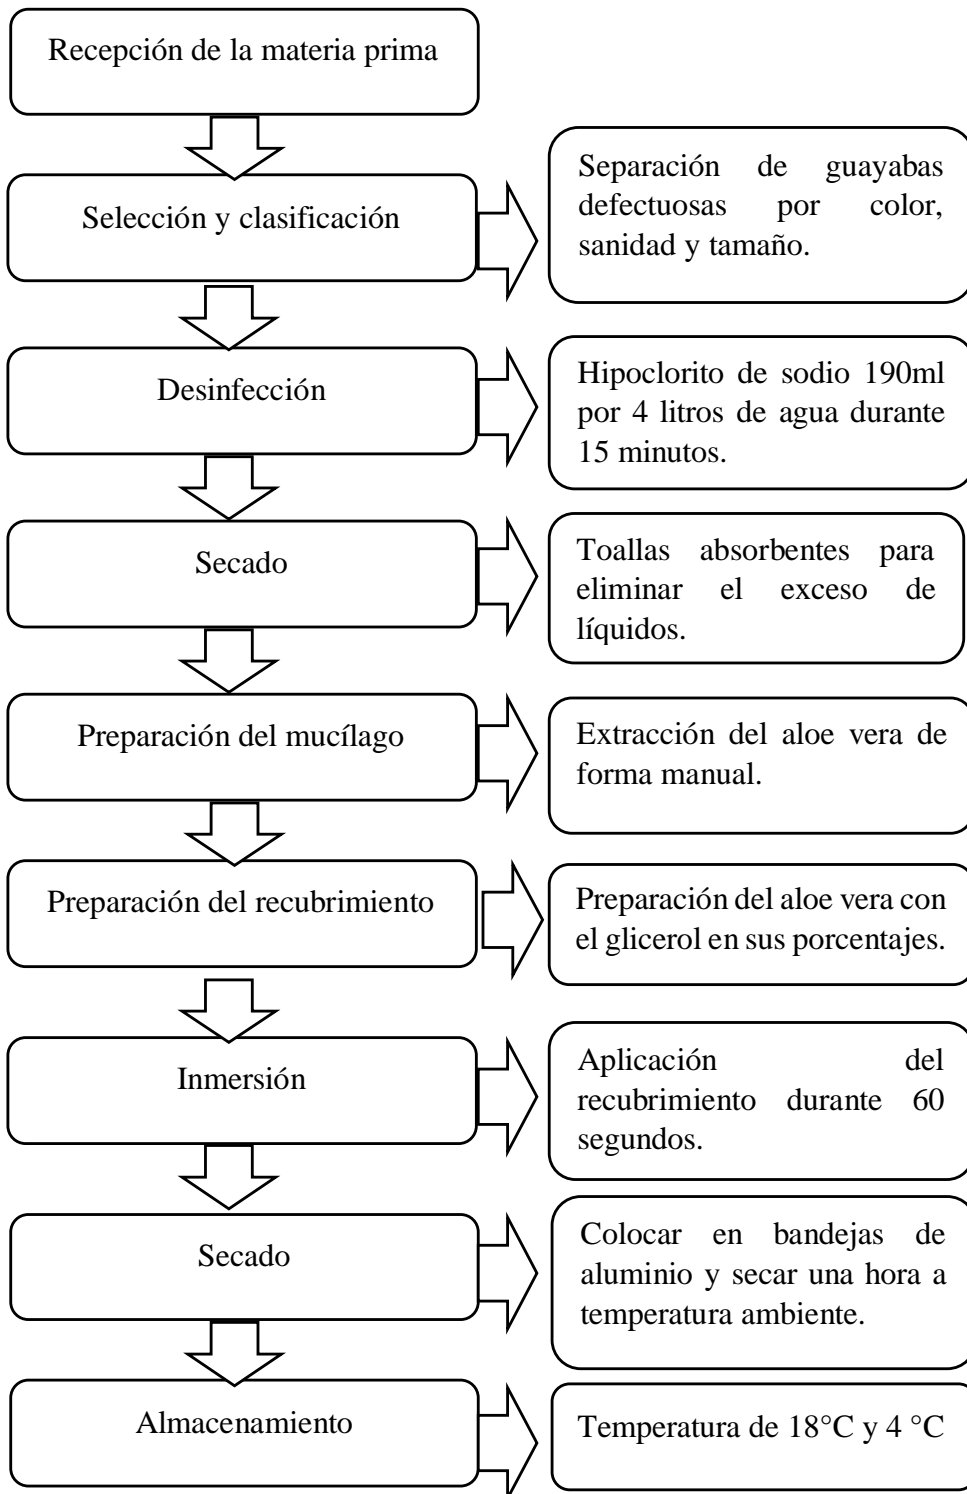 Recepción de la materia prima
Selección y clasificación
Separación de guayabas
defectuosas por color,
sanidad y tamaño.
Desinfección
Hipoclorito de sodio 190ml
por 4 litros de agua durante
15 minutos.
Secado
Toallas absorbentes para
eliminar el exceso de
líquidos.
Preparación del mucílago
Extracción del aloe vera de
forma manual.
Preparación del recubrimiento
Preparación del aloe vera con
el glicerol en sus porcentajes.
Inmersión
Aplicación del
recubrimiento durante 60
segundos.
Secado
Colocar en bandejas de
aluminio y secar una hora a
temperatura ambiente.
Almacenamiento
Temperatura de 18°C y 4 °C